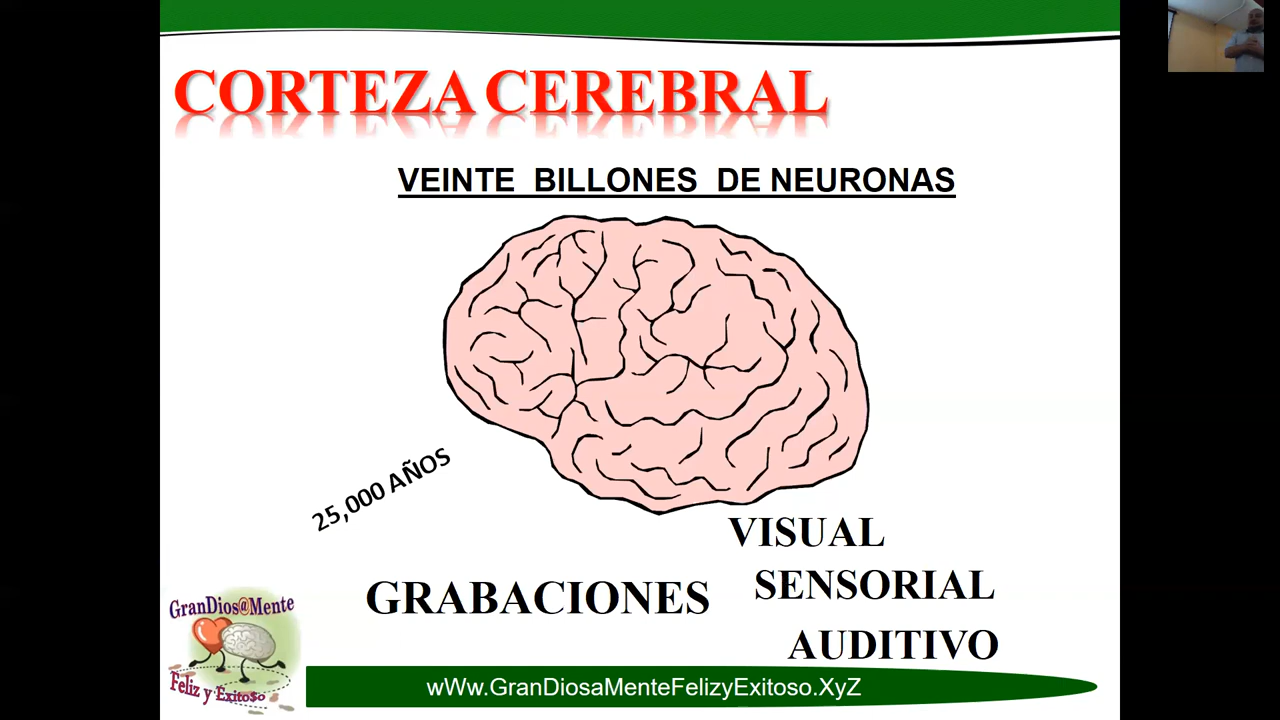 CORTEZA CEREBRAL
VEINTE BILLONES DE NEURONAS
25,000 AÑOS
VISUAL
GRABACIONES
SENSORIAL
AUDITIVO
GranDios@Mente
Feliz y Exito$o
wWw.GranDiosaMenteFelizyExitoso.XyZ